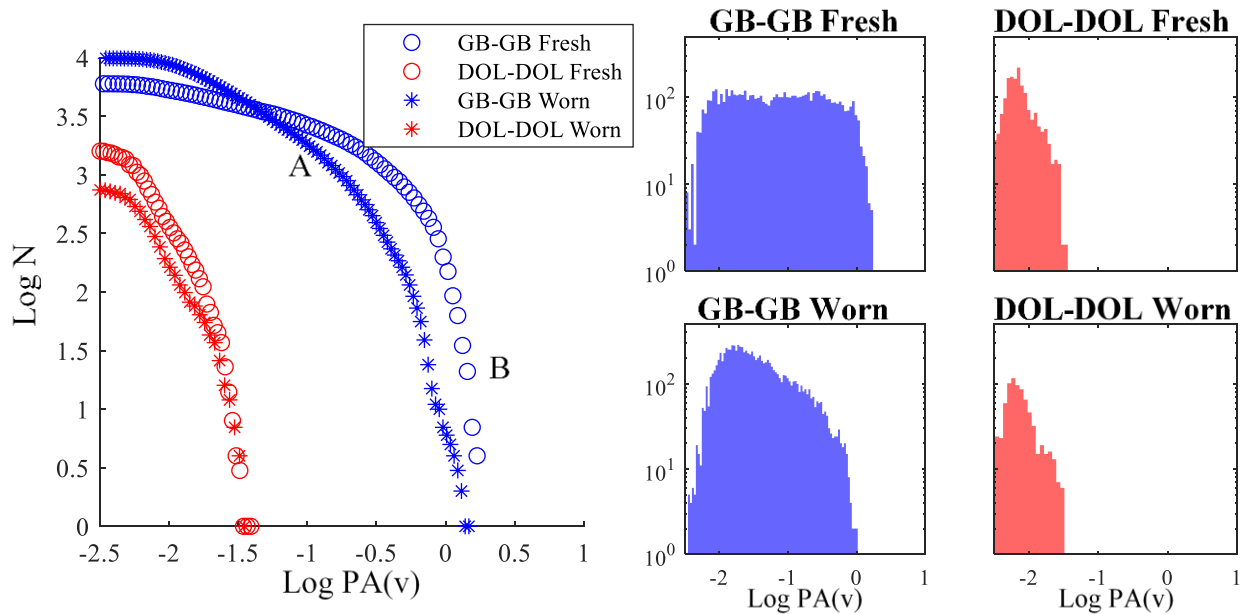 GB-GB Fresh
DOL-DOL Fresh
GB-GB Worn
DOL-DOL Worn
4
3.5
3
2.5
2
1.5
1
0.5
0
Log N
A
B
-2.5 -2 -1.5 -1 -0.5 0 0.5 1
Log PA(v)
GB-GB Fresh
10^2
10^1
10^0
DOL-DOL Fresh
GB-GB Worn
10^2
10^1
10^0
-2 -1 0 1
Log PA(v)
DOL-DOL Worn
-2 -1 0 1
Log PA(v)